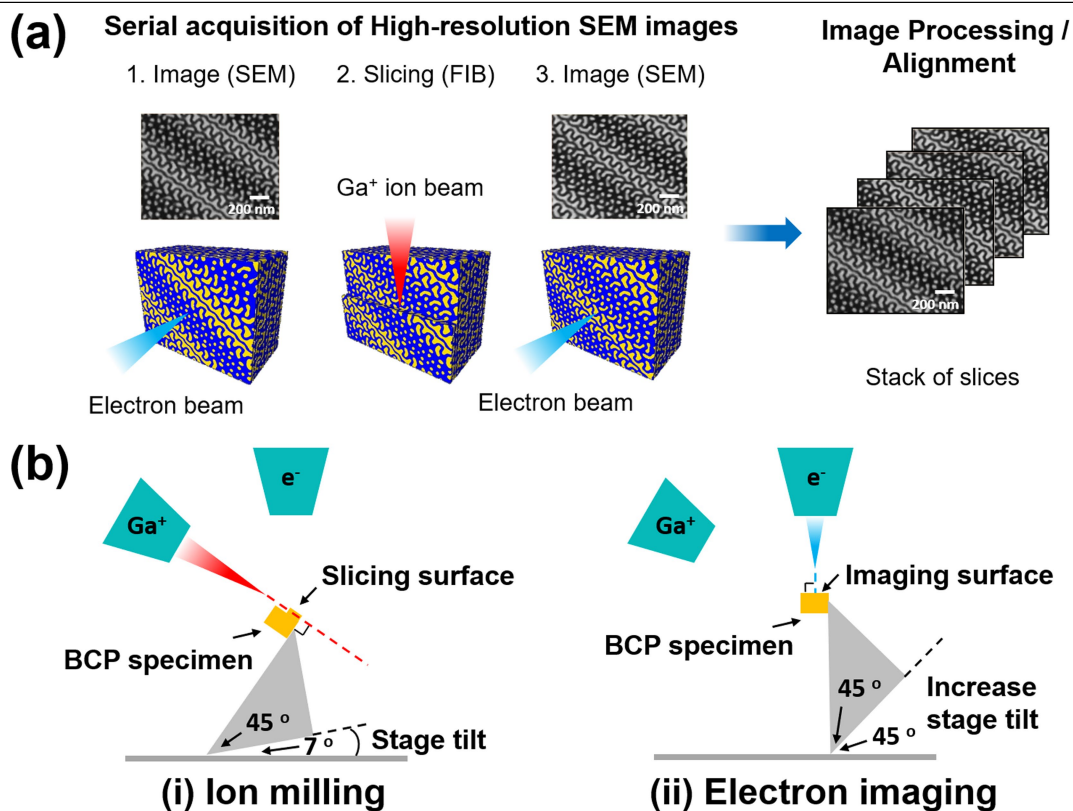 (a)
Serial acquisition of High-resolution SEM images
1. Image (SEM)
2. Slicing (FIB)
3. Image (SEM)
Image Processing /
Alignment
200 nm
Ga⁺ ion beam
200 nm
200 nm
Electron beam
Electron beam
Stack of slices
(b)
Ga⁺
e⁻
Slicing surface
BCP specimen
45 °
7 °
Stage tilt
(i) Ion milling
Ga⁺
e⁻
Imaging surface
BCP specimen
45 °
Increase
stage tilt
45 °
(ii) Electron imaging